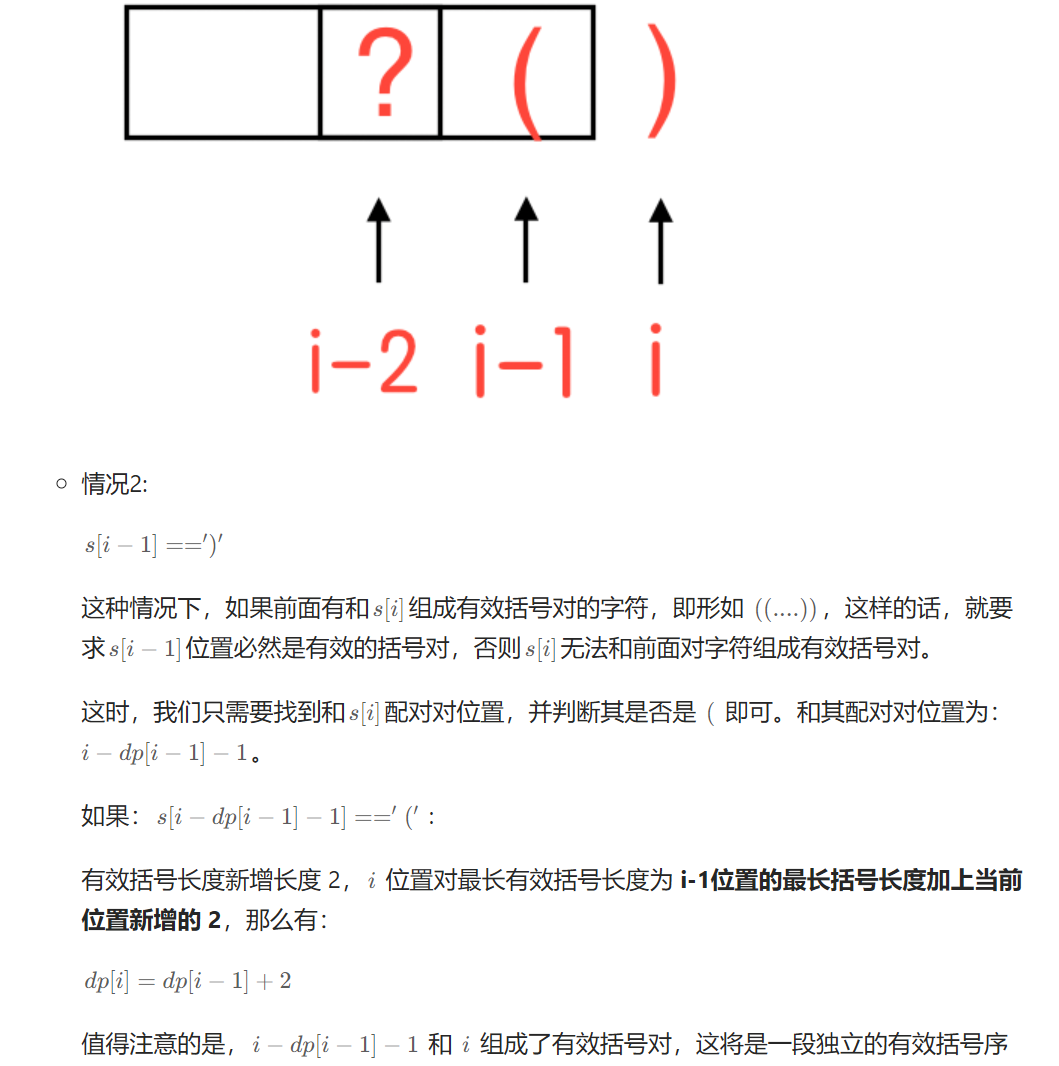 ? ( )
i-2 i-1 i
情况2:
s[i − 1] ==′)′
这种情况下，如果前面有和s[i]组成有效括号对的字符，即形如 ((....))，这样的话，就要
求s[i − 1]位置必然是有效的括号对，否则s[i]无法和前面对字符组成有效括号对。
这时，我们只需要找到和s[i]配对对位置，并判断其是否是 ( 即可。和其配对对位置为：
i − dp[i − 1] − 1。
如果：s[i − dp[i − 1] − 1] ==′ (′ ：
有效括号长度新增长度 2，i 位置对最长有效括号长度为 i-1位置的最长括号长度加上当前
位置新增的 2，那么有：
dp[i] = dp[i − 1] + 2
值得注意的是，i − dp[i − 1] − 1 和 i 组成了有效括号对，这将是一段独立的有效括号序